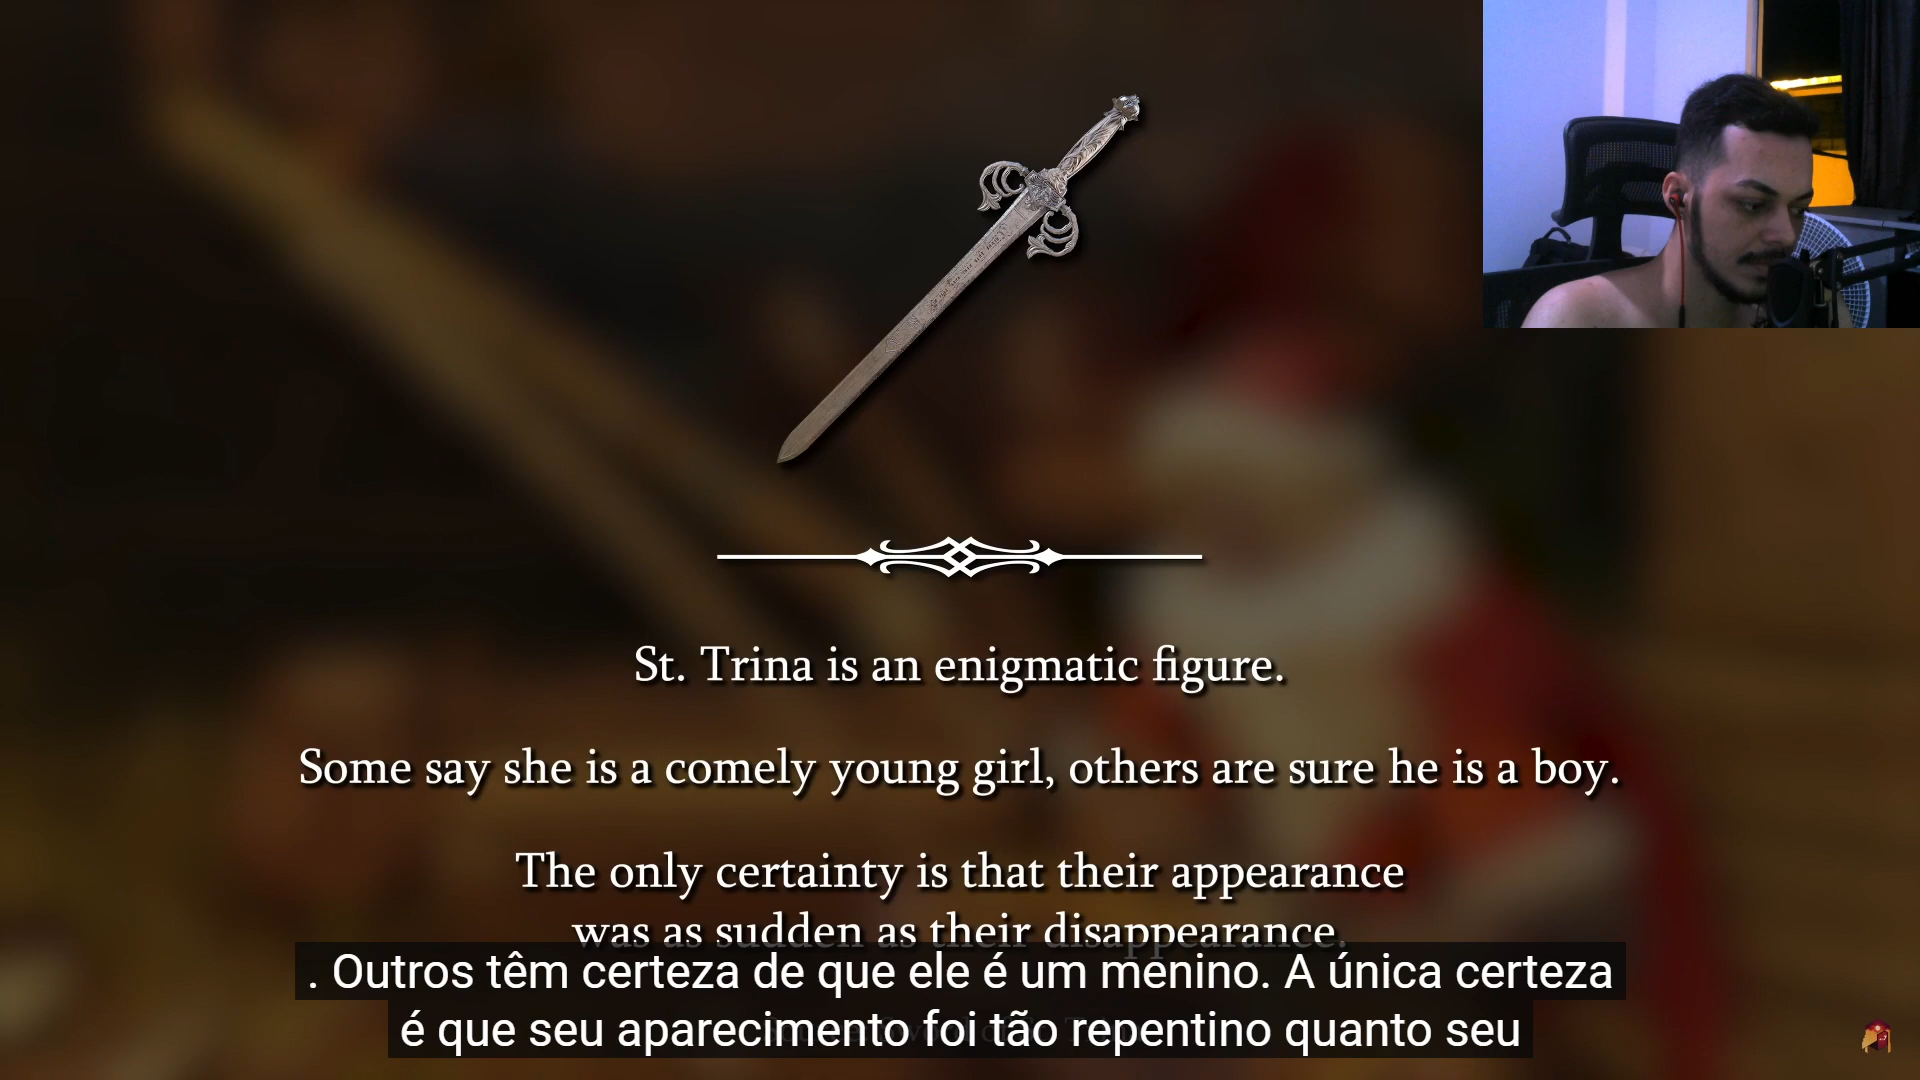 St. Trina is an enigmatic figure.
Some say she is a comely young girl, others are sure he is a boy.
The only certainty is that their appearance
was as sudden as their disappearance.
. Outros têm certeza de que ele é um menino. A única certeza
é que seu aparecimento foi tão repentino quanto seu